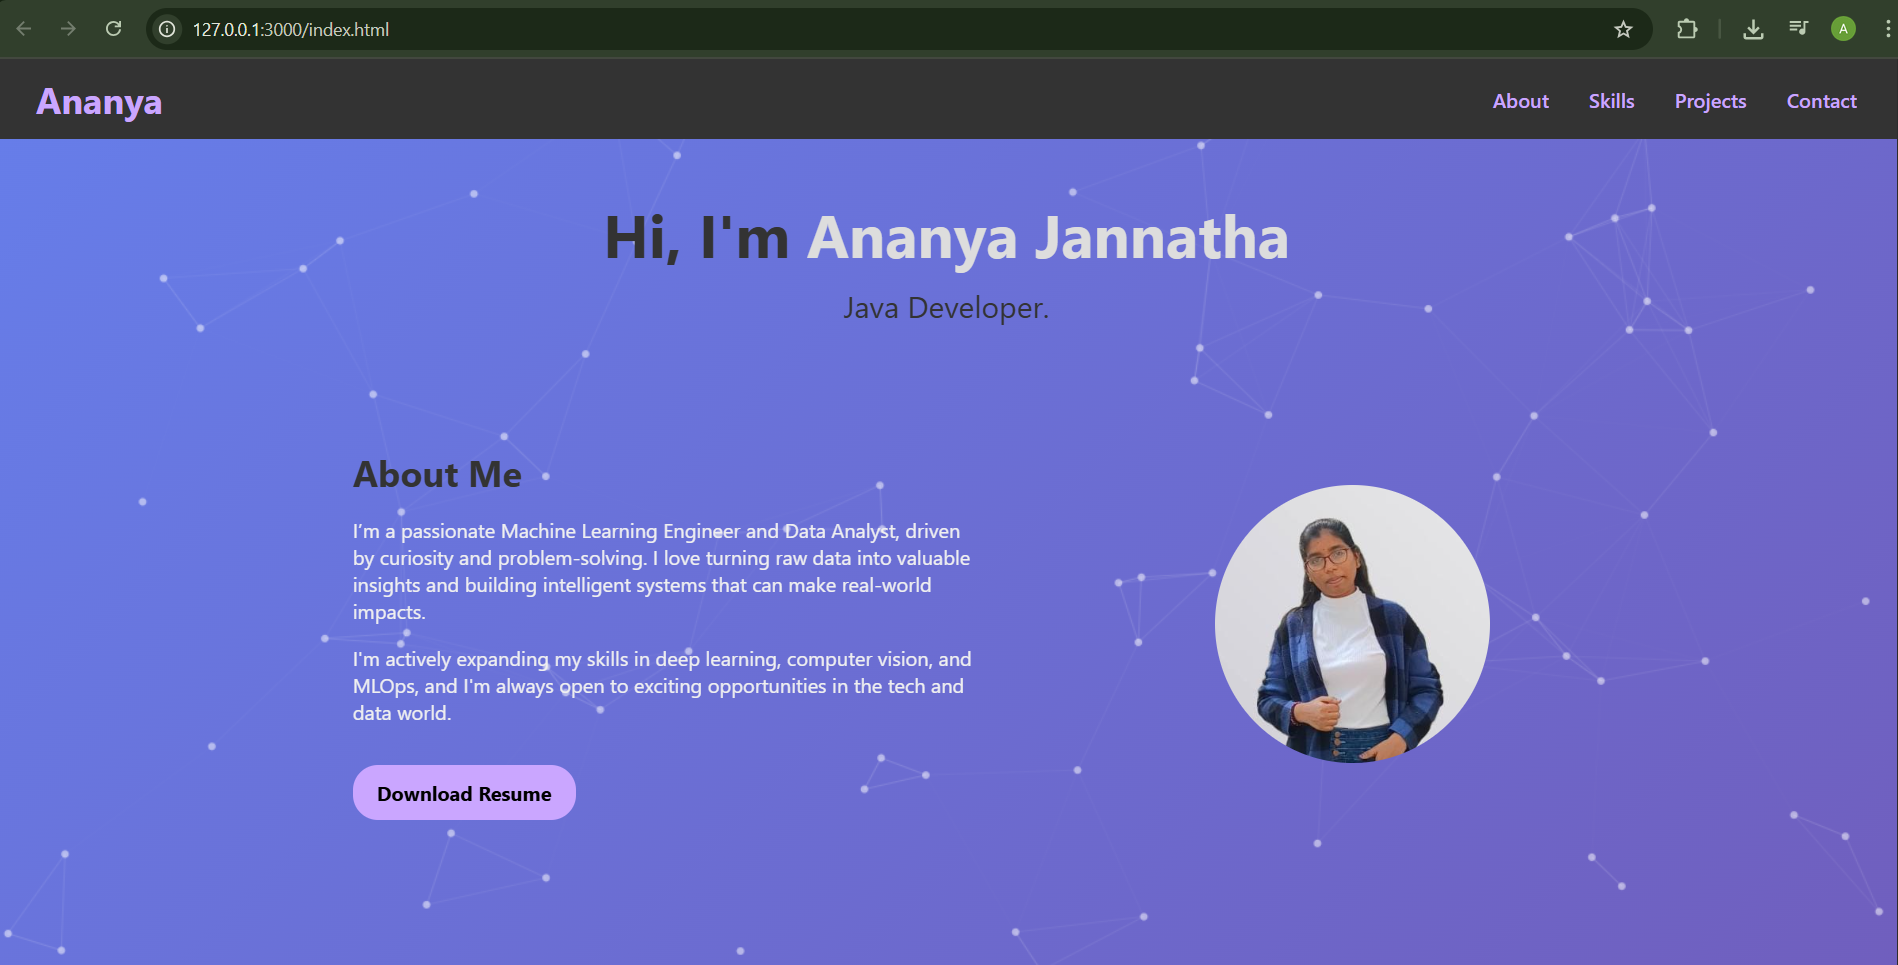 127.0.0.1:3000/index.html
A
Ananya
About Skills Projects Contact
Hi, I'm Ananya Jannatha
Java Developer.
About Me
I’m a passionate Machine Learning Engineer and Data Analyst, driven
by curiosity and problem-solving. I love turning raw data into valuable
insights and building intelligent systems that can make real-world
impacts.
I'm actively expanding my skills in deep learning, computer vision, and
MLOps, and I'm always open to exciting opportunities in the tech and
data world.
Download Resume